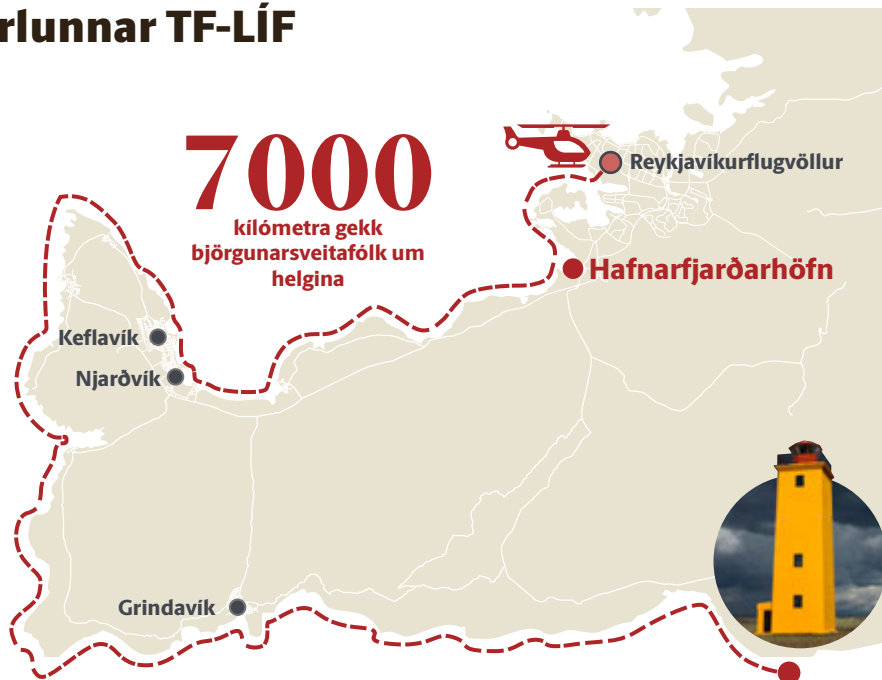 rlunnar TF-LÍF
7000
kílómetra gekk
björgunarsveitafólk um
helgina
Reykjavíkurflugvöllur
Hafnarfjarðarhöfn
Keflavík
Njarðvík
Grindavík